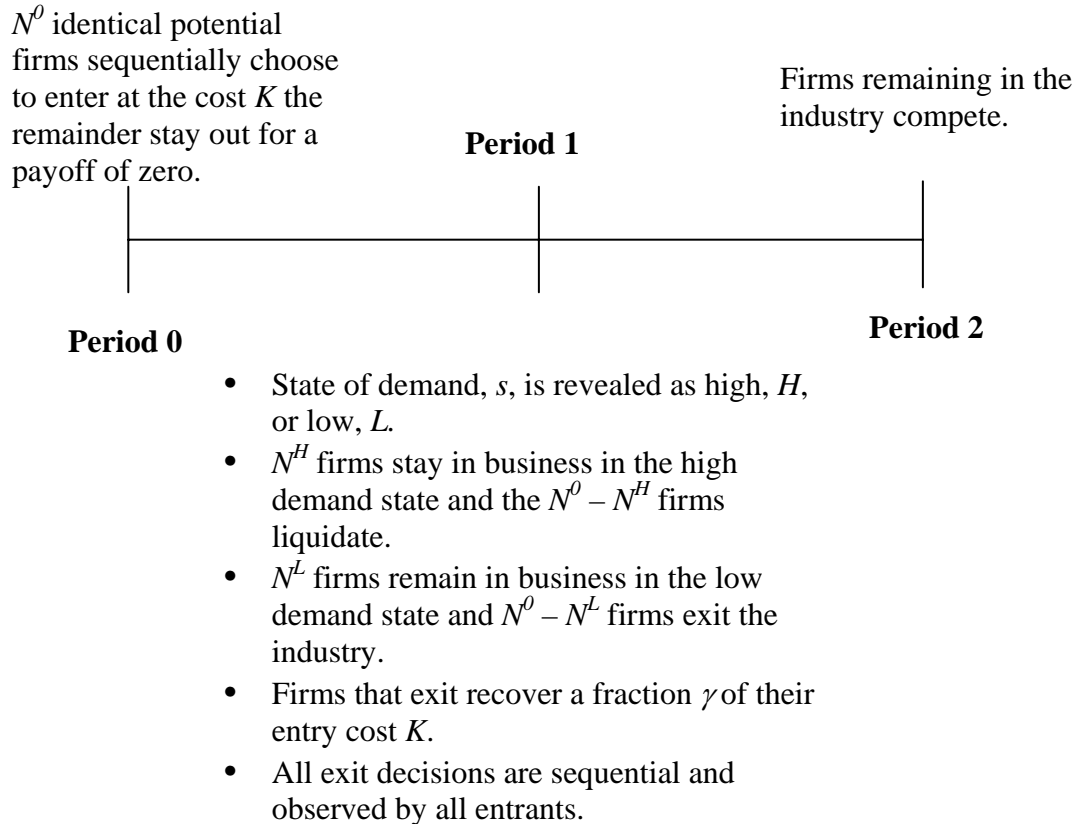 N⁰ identical potential
firms sequentially choose
to enter at the cost K the
remainder stay out for a
payoff of zero.
Period 1
Firms remaining in the
industry compete.
Period 0
Period 2
• State of demand, s, is revealed as high, H,
or low, L.
• Nᴴ firms stay in business in the high
demand state and the N⁰ – Nᴴ firms
liquidate.
• Nᴸ firms remain in business in the low
demand state and N⁰ – Nᴸ firms exit the
industry.
• Firms that exit recover a fraction γ of their
entry cost K.
• All exit decisions are sequential and
observed by all entrants.